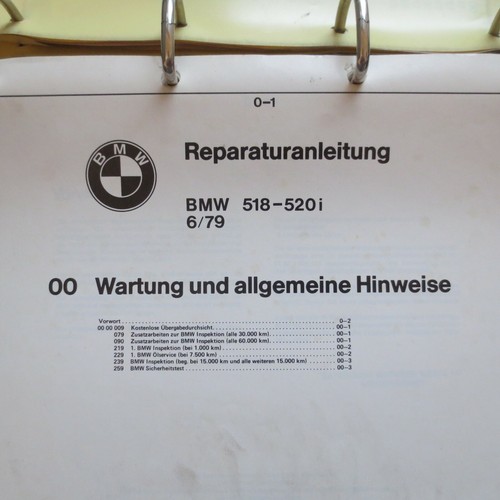 0-1
BMW
Reparaturanleitung
BMW 518-520i
6/79
00 Wartung und allgemeine Hinweise
Vorwort 0-2
00 00 009 Kostenlose Übergabedurchsicht 00-1
079 Zusatzarbeiten zur BMW Inspektion (alle 30.000 km) 00-1
090 Zusatzarbeiten zur BMW Inspektion (alle 60.000 km) 00-1
219 1. BMW Inspektion (bei 1.000 km) 00-2
229 1. BMW Ölservice (bei 7.500 km) 00-2
239 BMW Inspektion (beg. bei 15.000 km und alle weiteren 15.000 km) 00-3
259 BMW Sicherheitstest 00-3